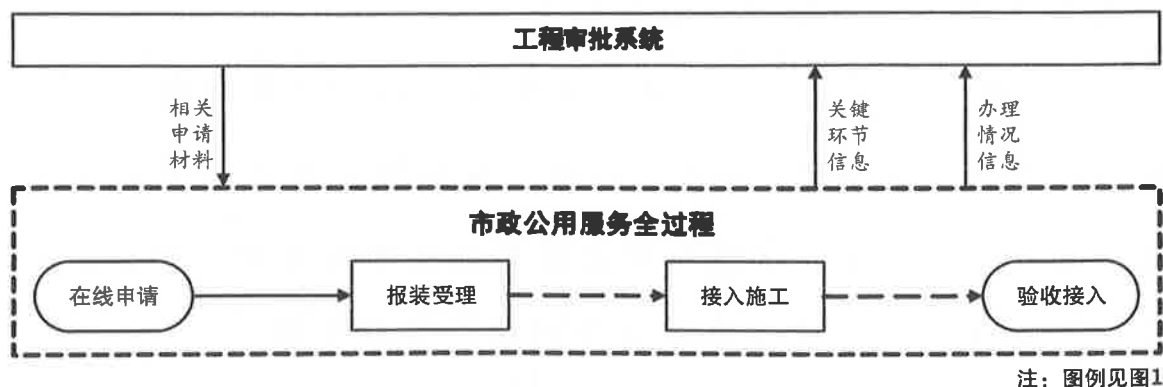 工程审批系统
相关
申请
材料
关键
环节
信息
办理
情况
信息
市政公用服务全过程
在线申请
报装受理
接入施工
验收接入
注：图例见图1